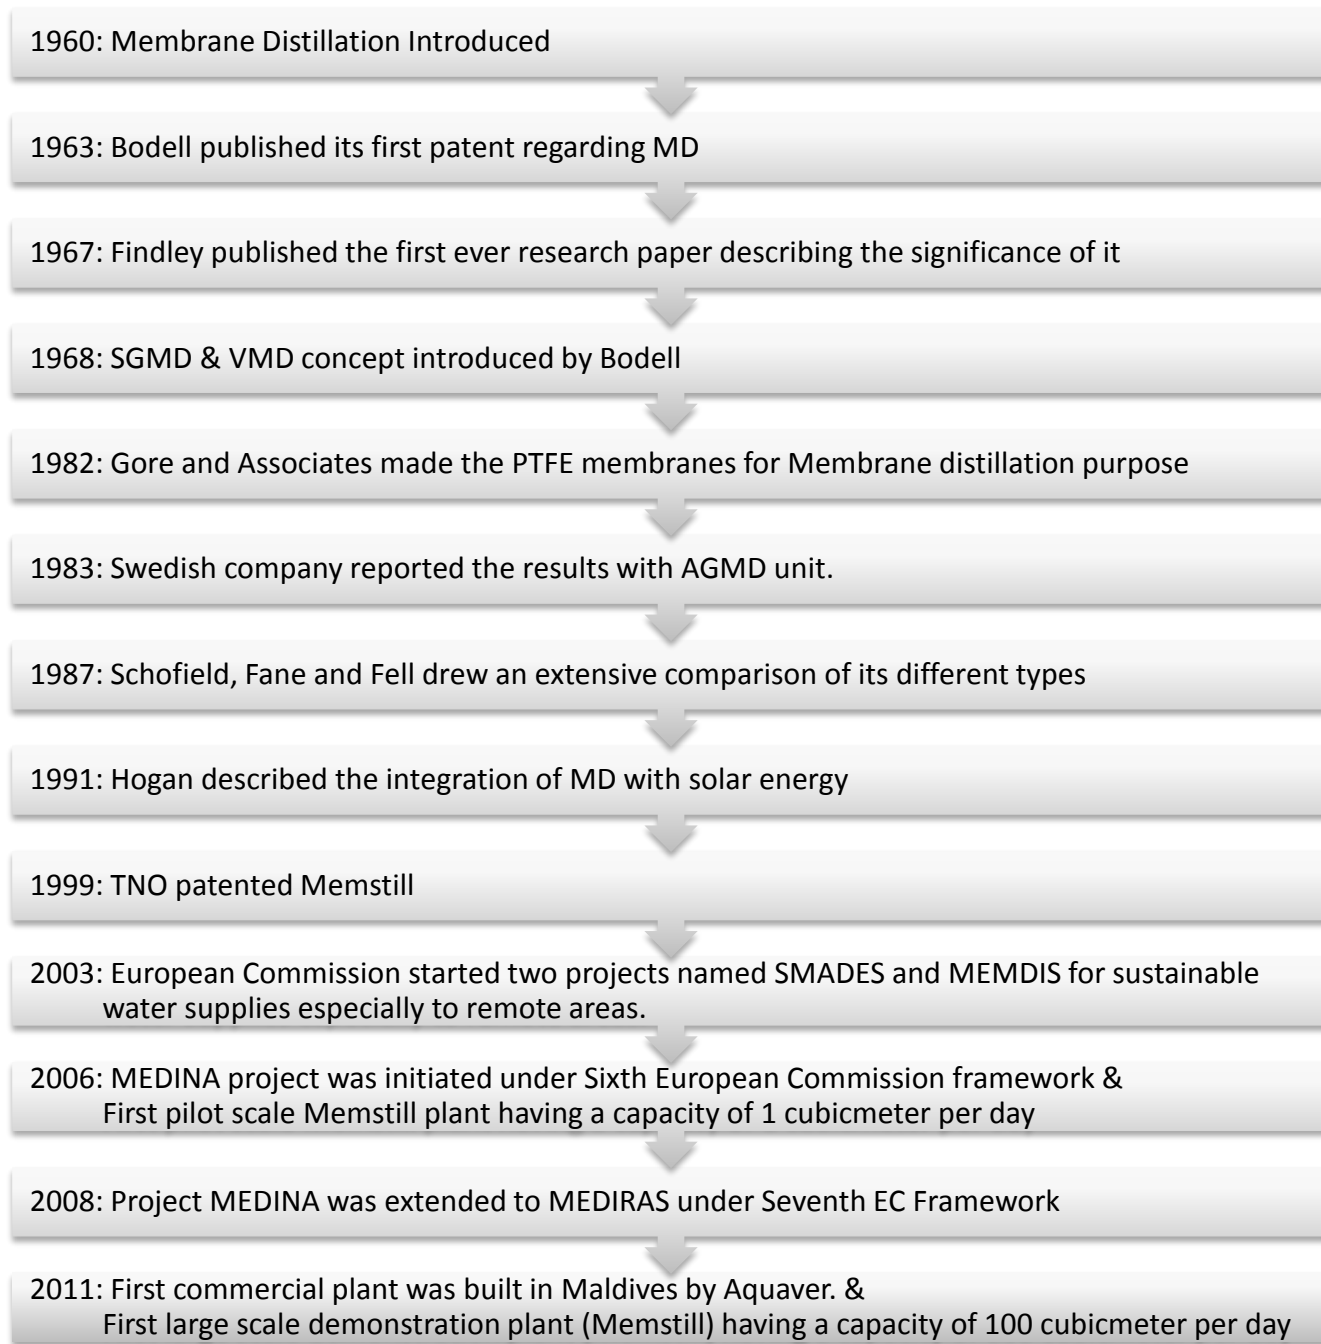 1960: Membrane Distillation Introduced
1963: Bodell published its first patent regarding MD
1967: Findley published the first ever research paper describing the significance of it
1968: SGMD & VMD concept introduced by Bodell
1982: Gore and Associates made the PTFE membranes for Membrane distillation purpose
1983: Swedish company reported the results with AGMD unit.
1987: Schofield, Fane and Fell drew an extensive comparison of its different types
1991: Hogan described the integration of MD with solar energy
1999: TNO patented Memstill
2003: European Commission started two projects named SMADES and MEMDIS for sustainable
water supplies especially to remote areas.
2006: MEDINA project was initiated under Sixth European Commission framework &
First pilot scale Memstill plant having a capacity of 1 cubicmeter per day
2008: Project MEDINA was extended to MEDIRAS under Seventh EC Framework
2011: First commercial plant was built in Maldives by Aquaver. &
First large scale demonstration plant (Memstill) having a capacity of 100 cubicmeter per day